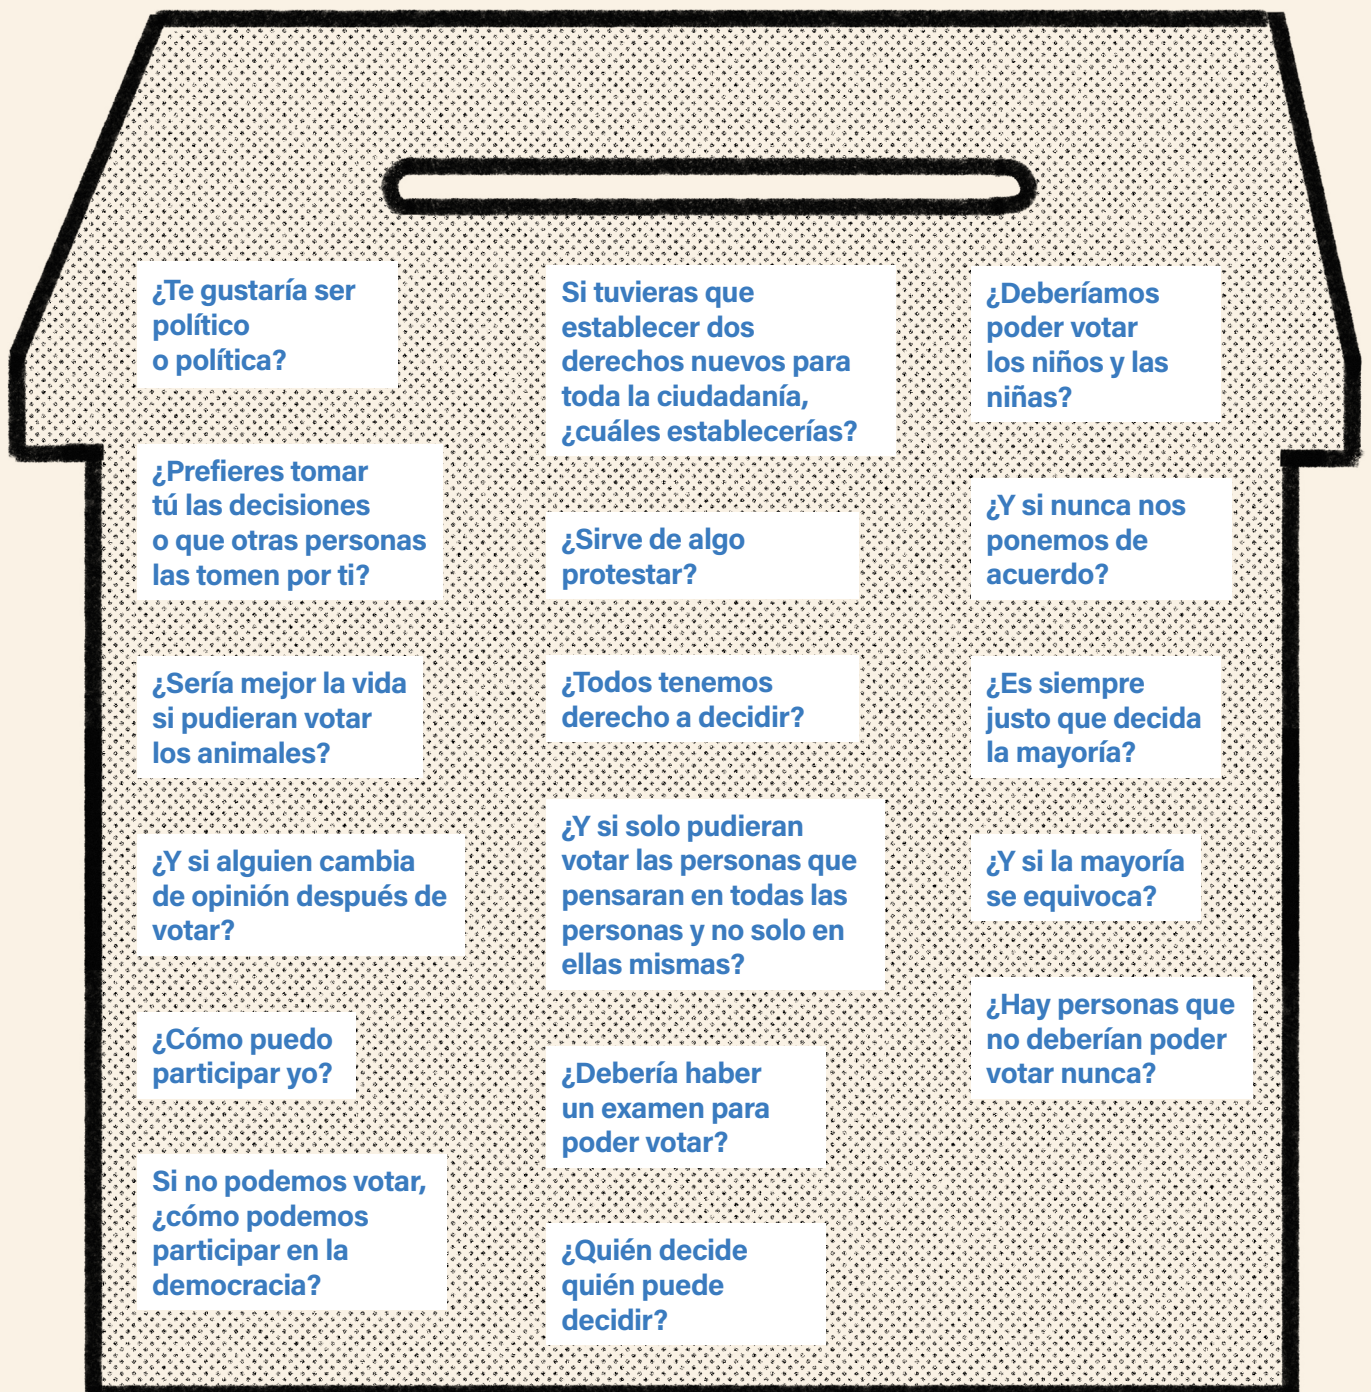 ¿Te gustaría ser
político
o política?
¿Prefieres tomar
tú las decisiones
o que otras personas
las tomen por ti?
¿Sería mejor la vida
si pudieran votar
los animales?
¿Y si alguien cambia
de opinión después de
votar?
¿Cómo puedo
participar yo?
Si no podemos votar,
¿cómo podemos
participar en la
democracia?
Si tuvieras que
establecer dos
derechos nuevos para
toda la ciudadanía,
¿cuáles establecerías?
¿Sirve de algo
protestar?
¿Todos tenemos
derecho a decidir?
¿Y si solo pudieran
votar las personas que
pensaran en todas las
personas y no solo en
ellas mismas?
¿Debería haber
un examen para
poder votar?
¿Quién decide
quién puede
decidir?
¿Deberíamos
poder votar
los niños y las
niñas?
¿Y si nunca nos
ponemos de
acuerdo?
¿Es siempre
justo que decida
la mayoría?
¿Y si la mayoría
se equivoca?
¿Hay personas que
no deberían poder
votar nunca?